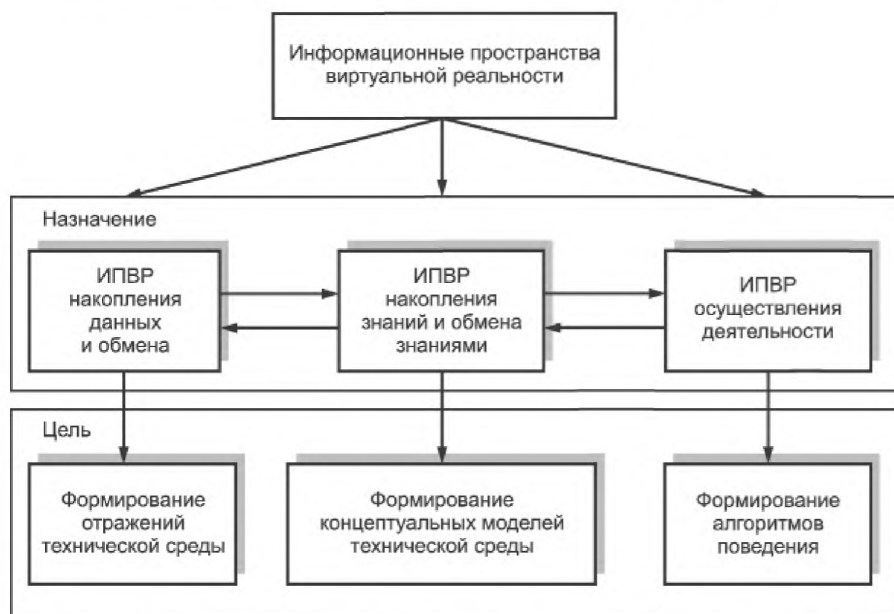 Информационные пространства
виртуальной реальности
Назначение
ИПВР
накопления
данных
и обмена
ИПВР
накопления
знаний и обмена
знаниями
ИПВР
осуществления
деятельности
Цель
Формирование
отражений
технической среды
Формирование
концептуальных моделей
технической среды
Формирование
алгоритмов
поведения